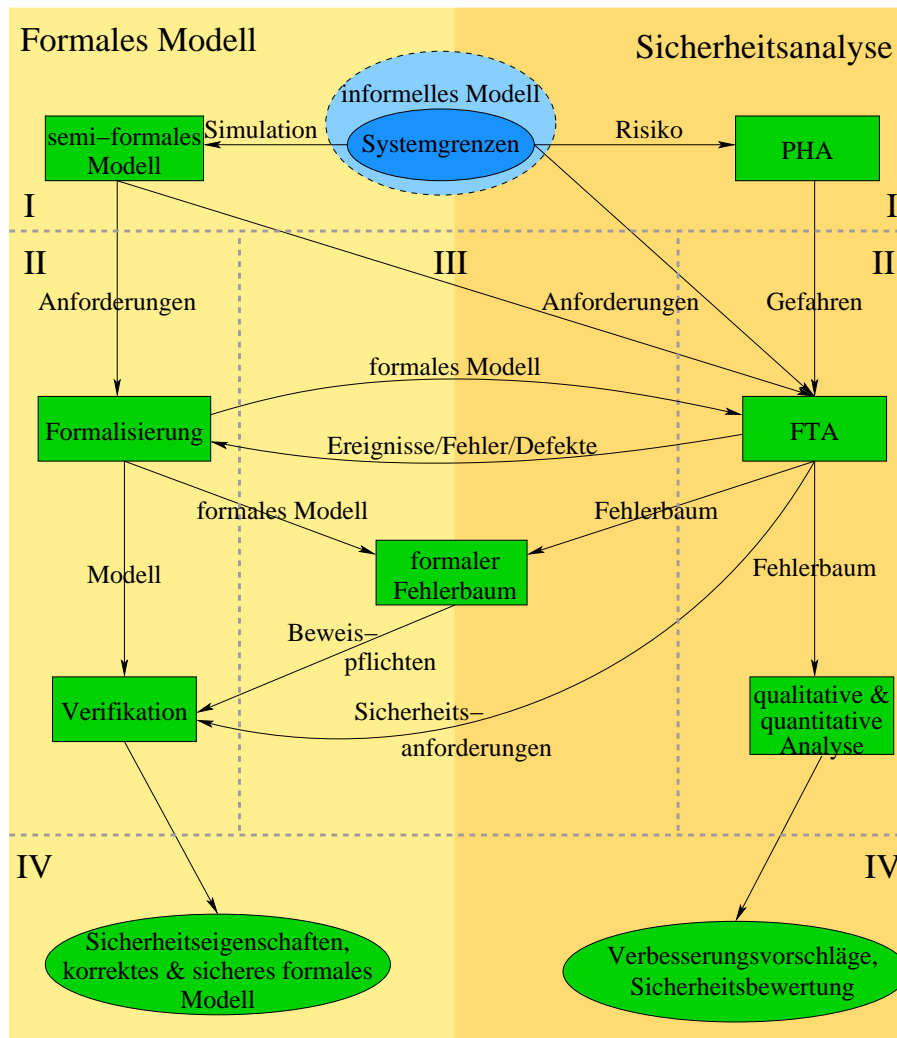 Formales Modell
Sicherheitsanalyse
informelles Modell
Systemgrenzen
Simulation
Risiko
semi–formales
Modell
PHA
I
I
II
III
II
Anforderungen
Anforderungen
Gefahren
formales Modell
Formalisierung
FTA
Ereignisse/Fehler/Defekte
formales Modell
Fehlerbaum
formaler
Fehlerbaum
Modell
Fehlerbaum
Beweis–
pflichten
Verifikation
Sicherheits–
anforderungen
qualitative &
quantitative
Analyse
IV
IV
Sicherheitseigenschaften,
korrektes & sicheres formales
Modell
Verbesserungsvorschläge,
Sicherheitsbewertung